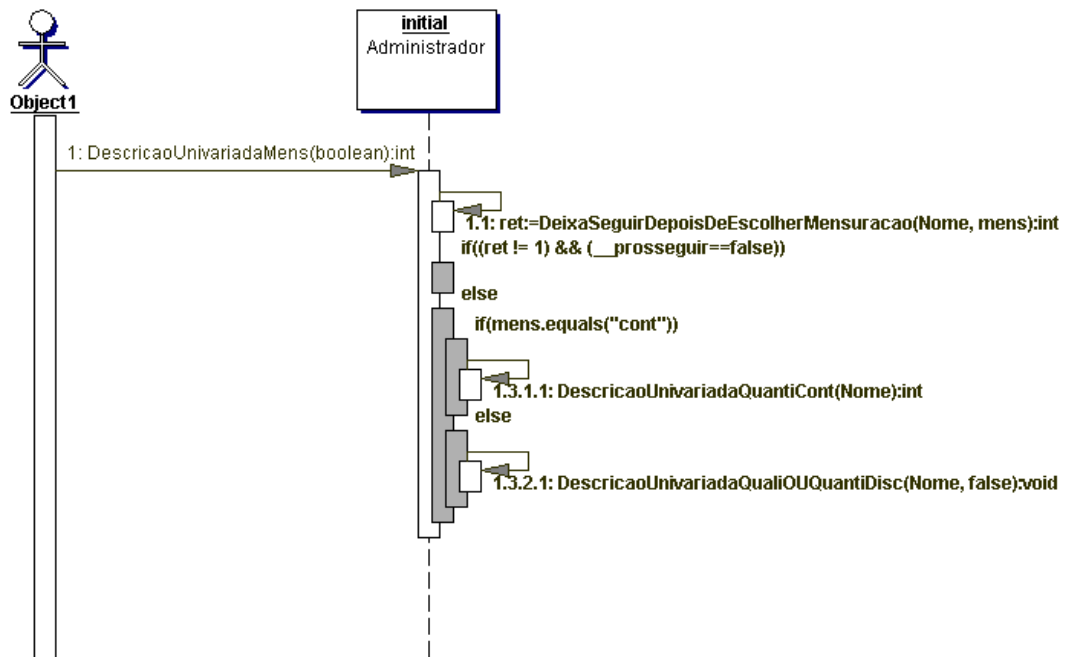 initial
Administrador
Object1
1: DescricaoUnivariadaMens(boolean):int
1.1: ret:=DeixaSeguirDepoisDeEscolherMensuracao(Nome, mens):int
if((ret != 1) && (__prosseguir==false))
else
if(mens.equals("cont"))
1.3.1.1: DescricaoUnivariadaQuantiCont(Nome):int
else
1.3.2.1: DescricaoUnivariadaQualiOUQuantiDisc(Nome, false):void